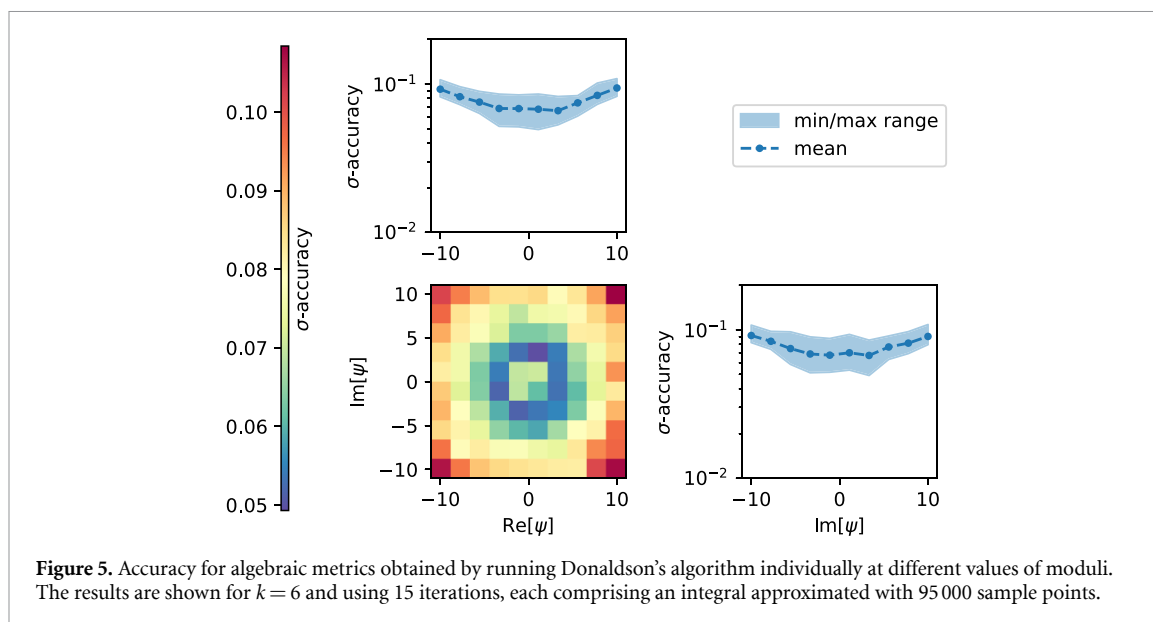 0.10
0.09
0.08
0.07
0.06
0.05
σ-accuracy
10⁻¹
10⁻²
σ-accuracy
−10 0 10
min/max range
mean
10
5
0
−5
−10
Im[ψ]
−10 0 10
Re[ψ]
10⁻¹
10⁻²
σ-accuracy
−10 0 10
Im[ψ]
Figure 5. Accuracy for algebraic metrics obtained by running Donaldson's algorithm individually at different values of moduli.
The results are shown for k = 6 and using 15 iterations, each comprising an integral approximated with 95 000 sample points.